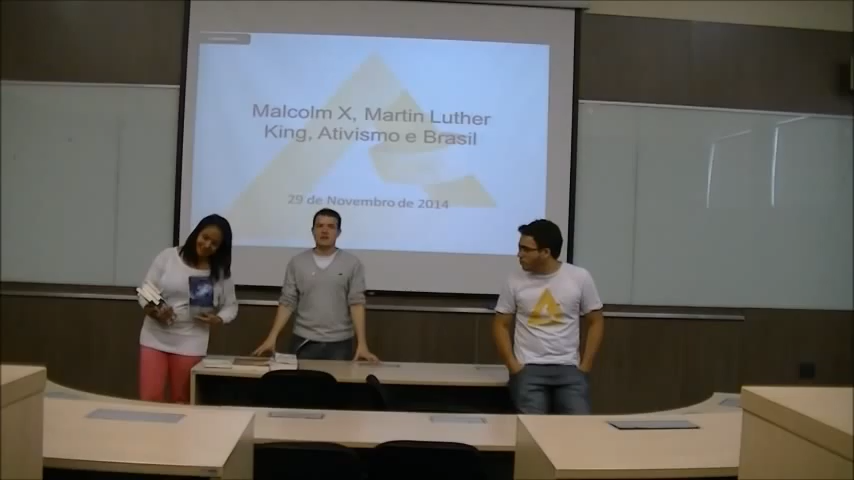 Malcolm X, Martin Luther
King, Ativismo e Brasil
29 de Novembro de 2014